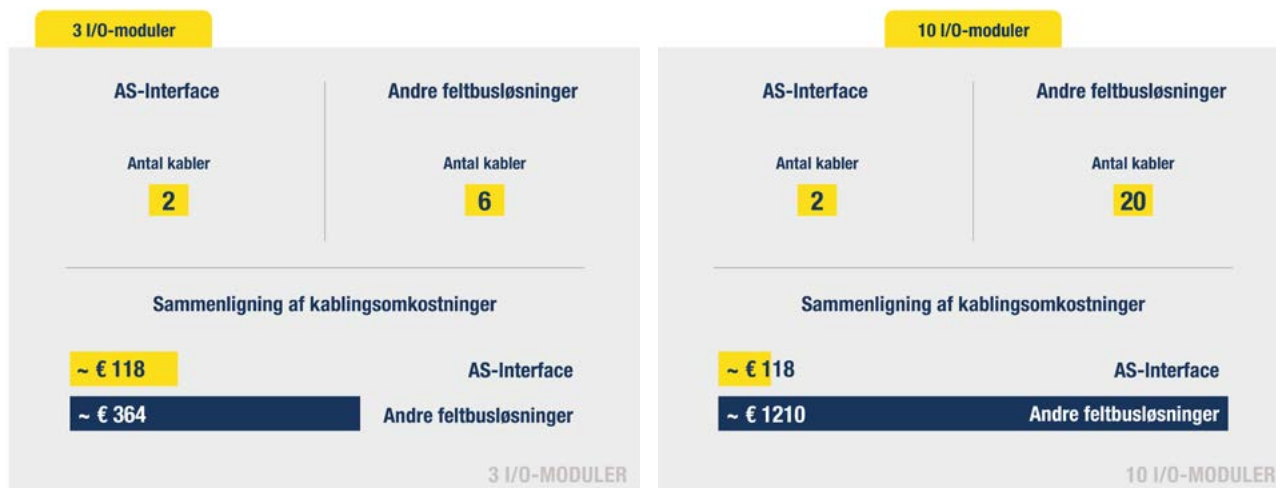 3 I/O-moduler
AS-Interface
Andre feltbusløsninger
Antal kabler
2
Antal kabler
6
Sammenligning af kablingsomkostninger
~ € 118
AS-Interface
~ € 364
Andre feltbusløsninger
3 I/O-MODULER
10 I/O-moduler
AS-Interface
Andre feltbusløsninger
Antal kabler
2
Antal kabler
20
Sammenligning af kablingsomkostninger
~ € 118
AS-Interface
~ € 1210
Andre feltbusløsninger
10 I/O-MODULER